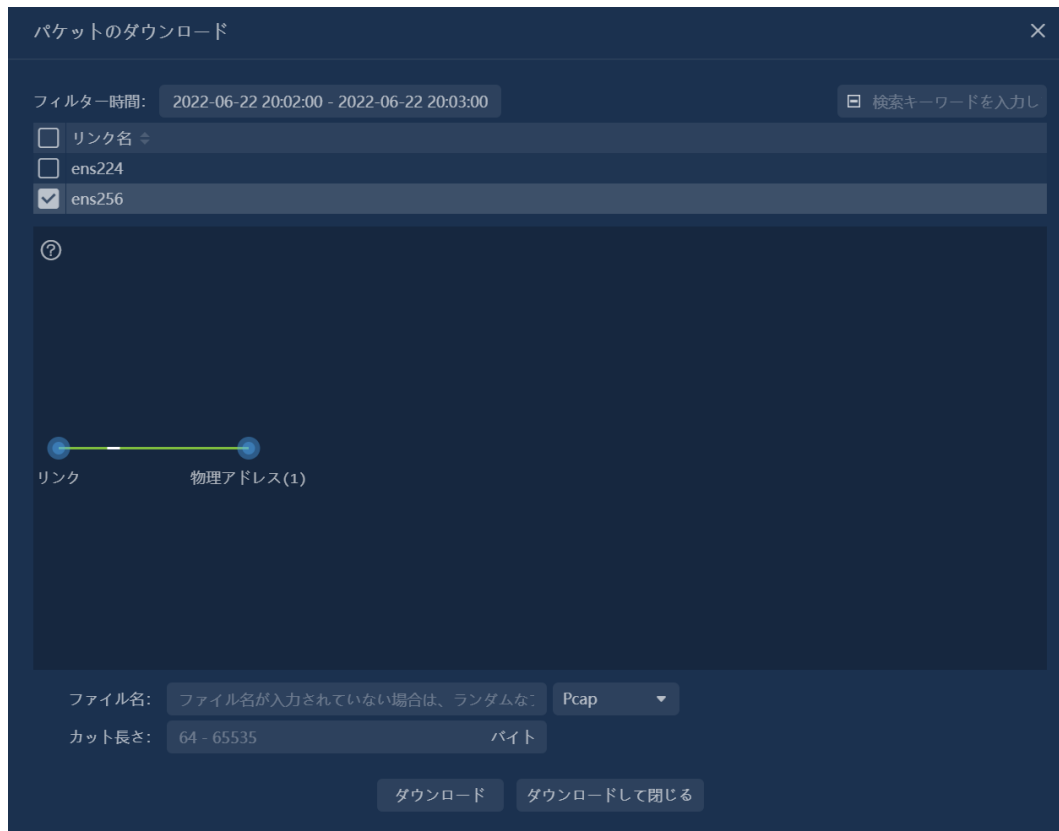 パケットのダウンロード
フィルター時間: 2022-06-22 20:02:00 - 2022-06-22 20:03:00 検索キーワードを入力し
リンク名
ens224
ens256
リンク 物理アドレス(1)
ファイル名: ファイル名が入力されていない場合は、ランダムな Pcap
カット長さ: 64 - 65535 バイト
ダウンロード ダウンロードして閉じる